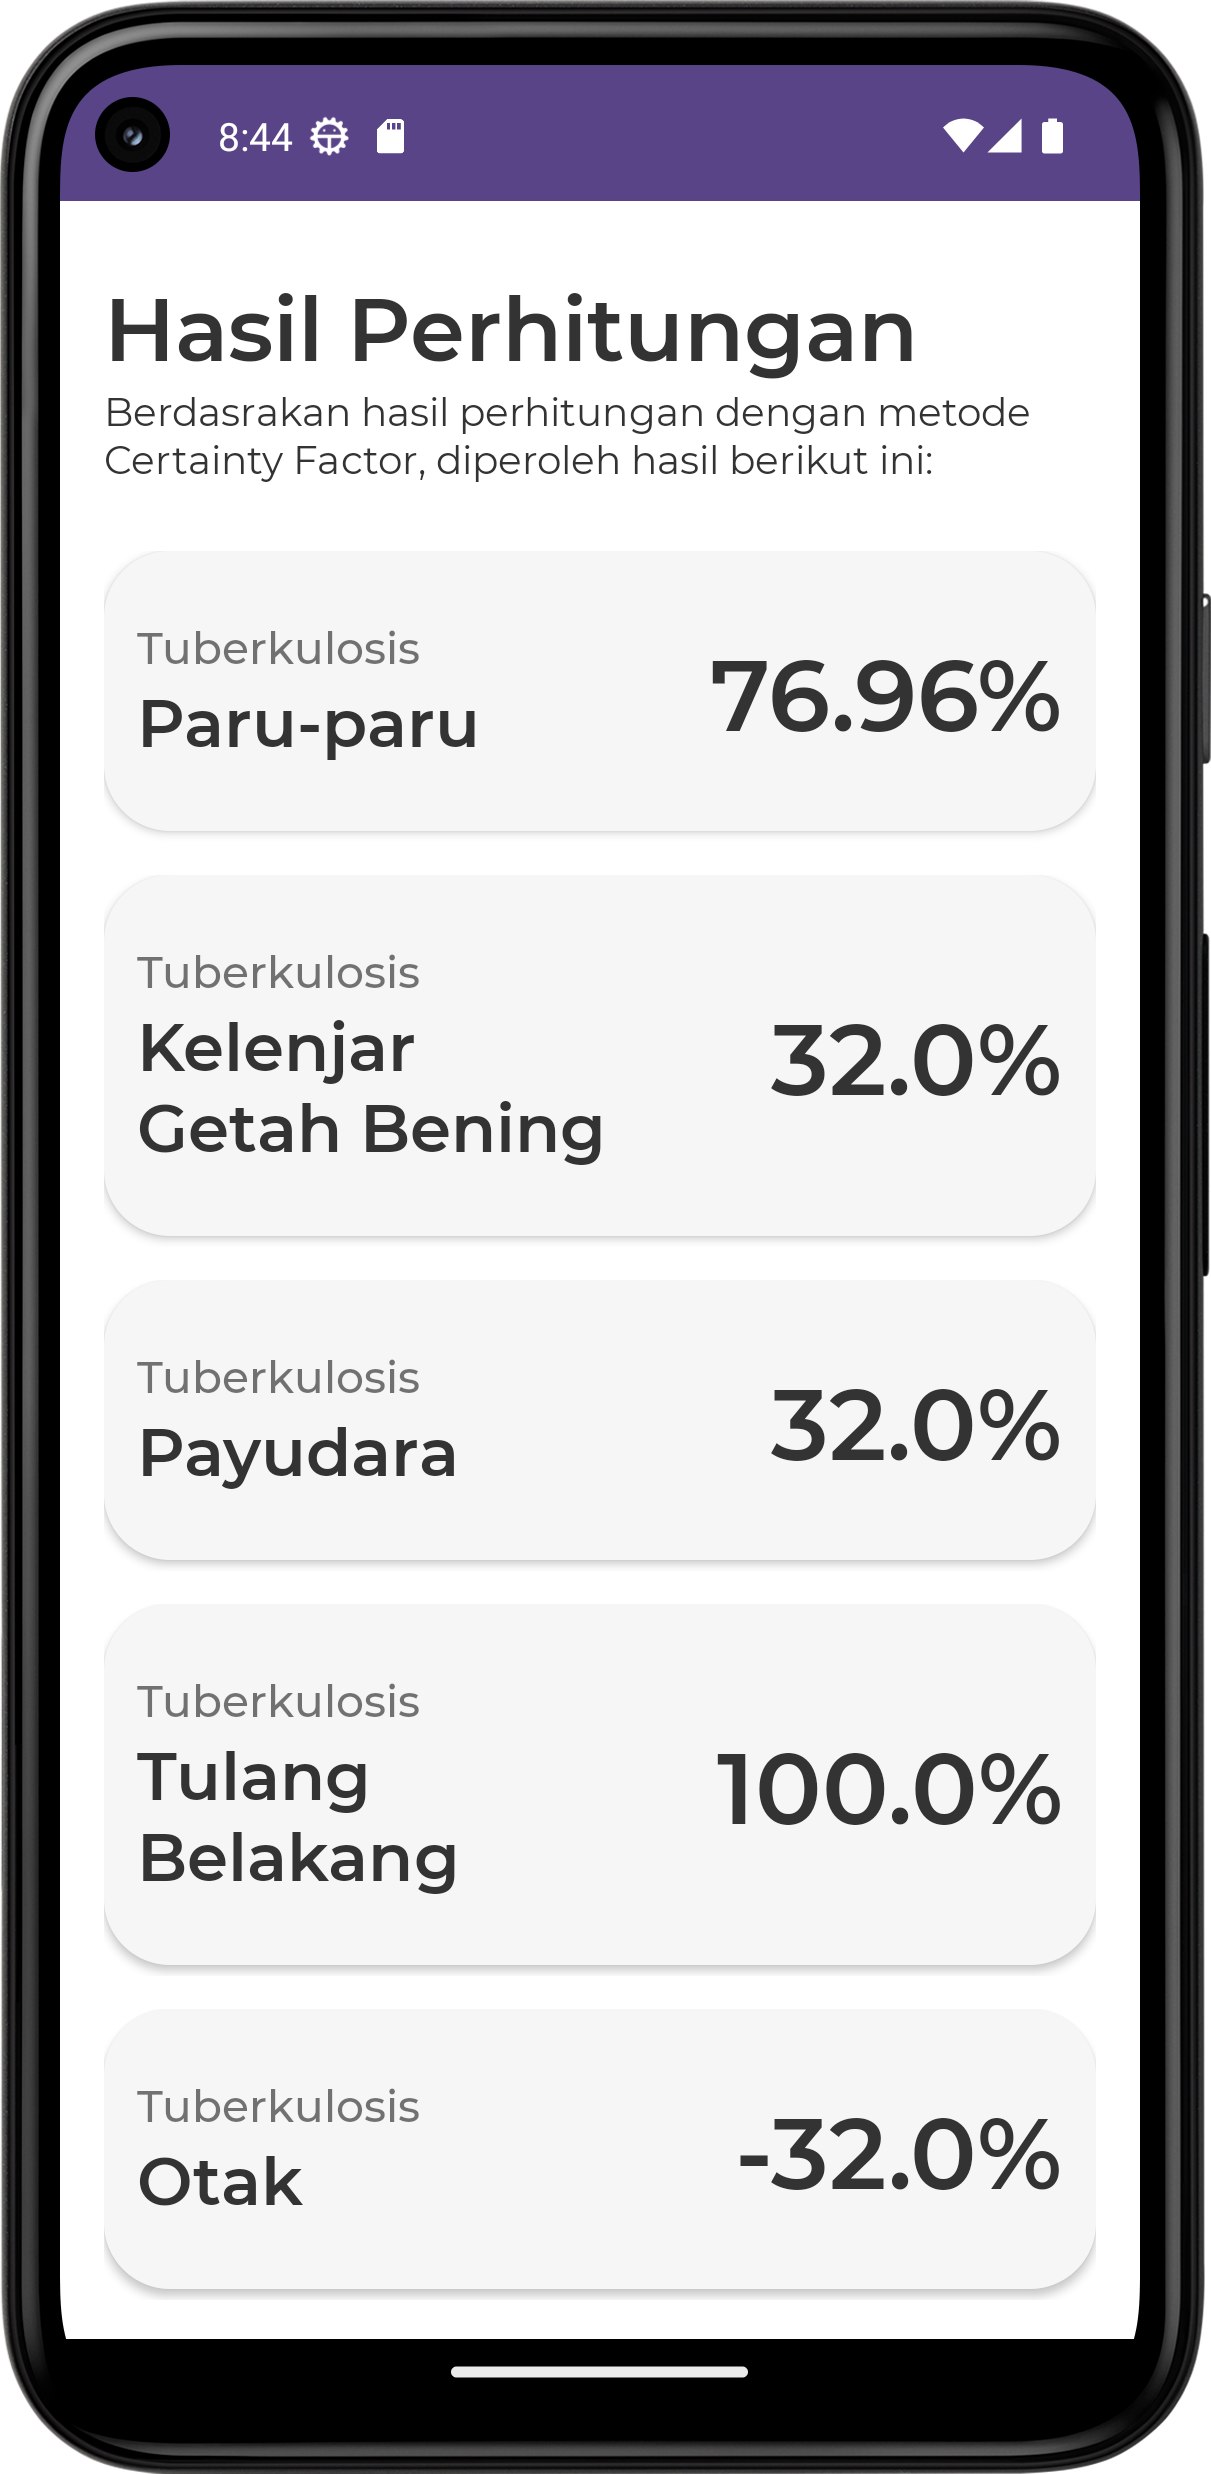 8:44
Hasil Perhitungan
Berdasrakan hasil perhitungan dengan metode
Certainty Factor, diperoleh hasil berikut ini:
Tuberkulosis
Paru-paru
76.96%
Tuberkulosis
Kelenjar
Getah Bening
32.0%
Tuberkulosis
Payudara
32.0%
Tuberkulosis
Tulang
Belakang
100.0%
Tuberkulosis
Otak
-32.0%